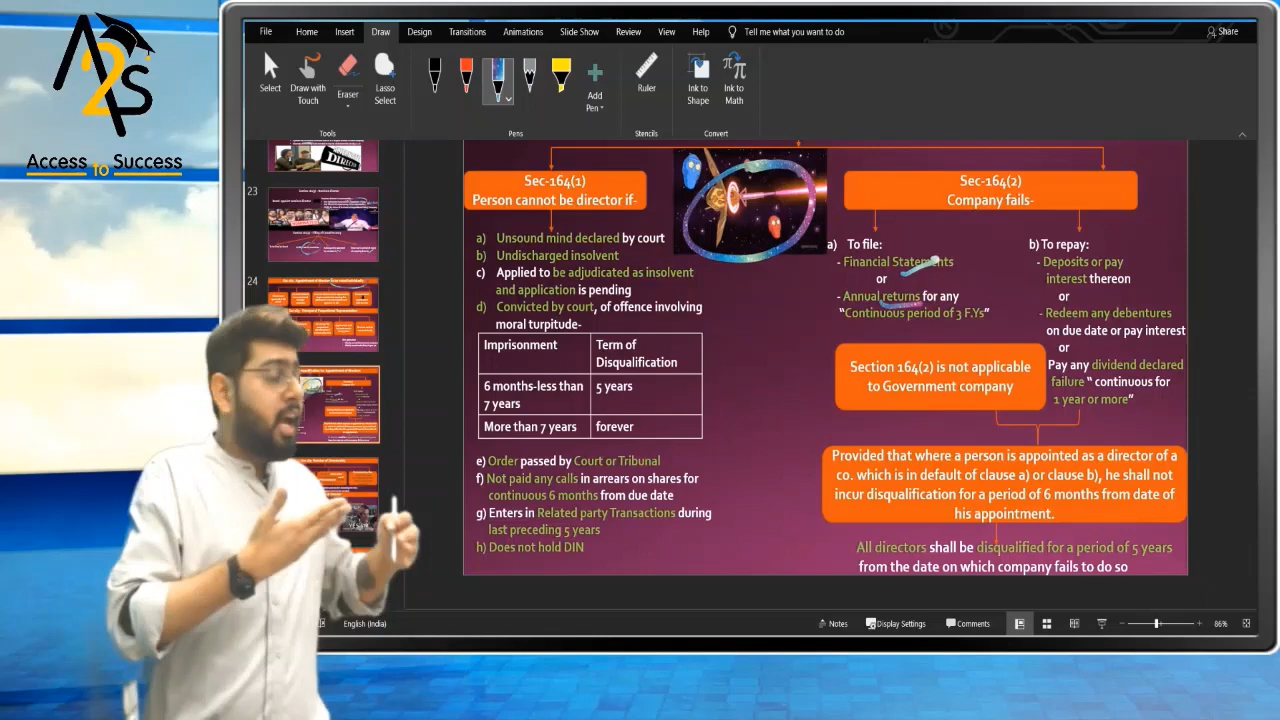 A2S
Access to Success
File Home Insert Draw Design Transitions Animations Slide Show Review View Help Tell me what you want to do Share
Select
Draw with
Touch
Eraser
Lasso
Select
Add
Pen
Ruler
Ink to
Shape
Ink to
Math
Tools
Pens
Stencils
Convert
23
24
Sec-164(1)
Person cannot be director if-
a) Unsound mind declared by court
b) Undischarged insolvent
c) Applied to be adjudicated as insolvent
and application is pending
d) Convicted by court, of offence involving
moral turpitude-
Imprisonment Term of
Disqualification
6 months-less than
7 years
5 years
More than 7 years forever
e) Order passed by Court or Tribunal
f) Not paid any calls in arrears on shares for
continuous 6 months from due date
g) Enters in Related party Transactions during
last preceding 5 years
h) Does not hold DIN
Sec-164(2)
Company fails-
a) To file:
- Financial Statements
or
- Annual returns for any
"Continuous period of 3 F.Ys"
b) To repay:
- Deposits or pay
interest thereon
or
- Redeem any debentures
on due date or pay interest
or
Pay any dividend declared
failure " continuous for
1 year or more"
Section 164(2) is not applicable
to Government company
Provided that where a person is appointed as a director of a
co. which is in default of clause a) or clause b), he shall not
incur disqualification for a period of 6 months from date of
his appointment.
All directors shall be disqualified for a period of 5 years
from the date on which company fails to do so
English (India)
Notes Display Settings Comments 86%